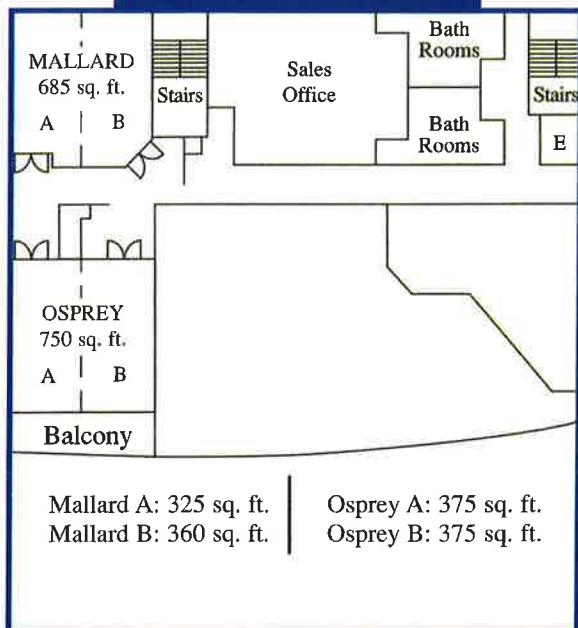 MALLARD
685 sq. ft.
A B
Stairs
Sales
Office
Bath
Rooms
Bath
Rooms
Stairs
E
OSPREY
750 sq. ft.
A B
Balcony
Mallard A: 325 sq. ft.
Mallard B: 360 sq. ft.
Osprey A: 375 sq. ft.
Osprey B: 375 sq. ft.